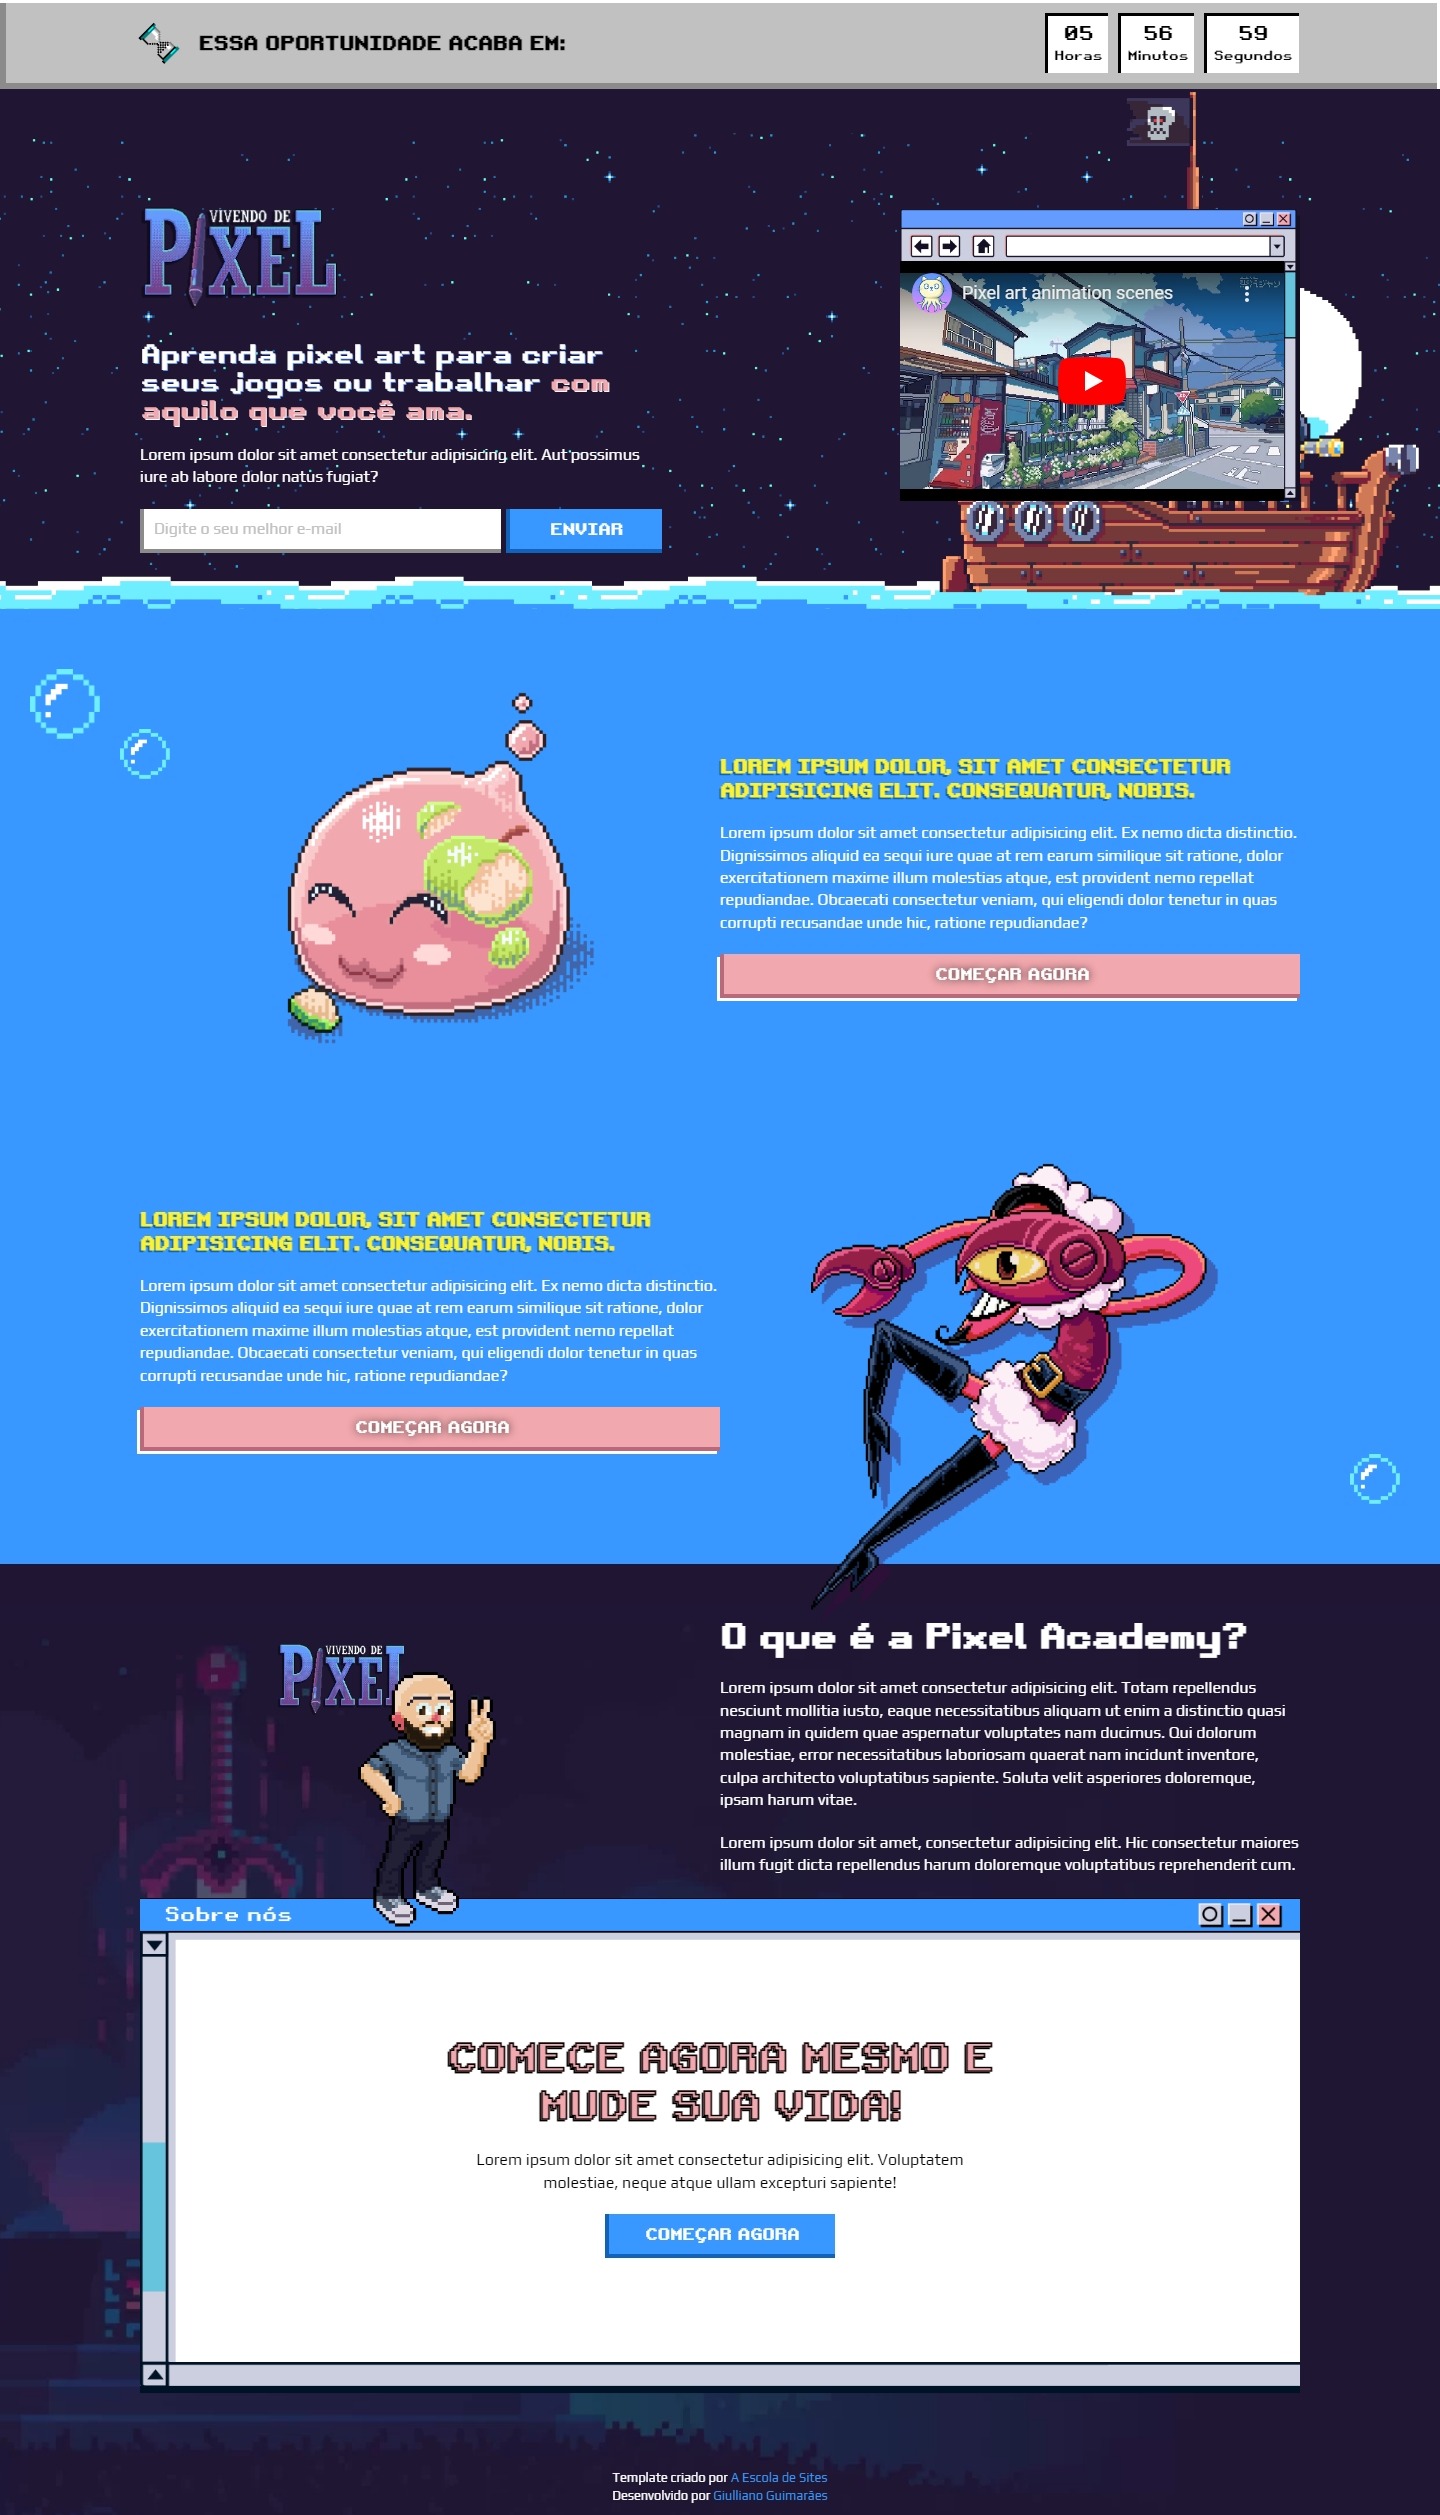 ESSA OPORTUNIDADE ACABA EM:
05
Horas
56
Minutos
59
Segundos
VIVENDO DE
PIXEL
Aprenda pixel art para criar
seus jogos ou trabalhar com
aquilo que você ama.
Lorem ipsum dolor sit amet consectetur adipisicing elit. Aut possimus
iure ab labore dolor natus fugiat?
Digite o seu melhor e-mail
ENVIAR
Pixel art animation scenes
LOREM IPSUM DOLOR, SIT AMET CONSECTETUR
ADIPISICING ELIT. CONSEQUATUR, NOBIS.
Lorem ipsum dolor sit amet consectetur adipisicing elit. Ex nemo dicta distinctio.
Dignissimos aliquid ea sequi iure quae at rem earum similique sit ratione, dolor
exercitationem maxime illum molestias atque, est provident nemo repellat
repudiandae. Obcaecati consectetur veniam, qui eligendi dolor tenetur in quas
corrupti recusandae unde hic, ratione repudiandae?
COMEÇAR AGORA
LOREM IPSUM DOLOR, SIT AMET CONSECTETUR
ADIPISICING ELIT. CONSEQUATUR, NOBIS.
Lorem ipsum dolor sit amet consectetur adipisicing elit. Ex nemo dicta distinctio.
Dignissimos aliquid ea sequi iure quae at rem earum similique sit ratione, dolor
exercitationem maxime illum molestias atque, est provident nemo repellat
repudiandae. Obcaecati consectetur veniam, qui eligendi dolor tenetur in quas
corrupti recusandae unde hic, ratione repudiandae?
COMEÇAR AGORA
VIVENDO DE
PIXEL
O que é a Pixel Academy?
Lorem ipsum dolor sit amet consectetur adipisicing elit. Totam repellendus
nesciunt mollitia iusto, eaque necessitatibus aliquam ut enim a distinctio quasi
magnam in quidem quae aspernatur voluptates nam ducimus. Qui dolorum
molestiae, error necessitatibus laboriosam quaerat nam incidunt inventore,
culpa architecto voluptatibus sapiente. Soluta velit asperiores doloremque,
ipsam harum vitae.
Lorem ipsum dolor sit amet, consectetur adipisicing elit. Hic consectetur maiores
illum fugit dicta repellendus harum doloremque voluptatibus reprehenderit cum.
Sobre nós
COMECE AGORA MESMO E
MUDE SUA VIDA!
Lorem ipsum dolor sit amet consectetur adipisicing elit. Voluptatem
molestiae, neque atque ullam excepturi sapiente!
COMEÇAR AGORA
Template criado por A Escola de Sites
Desenvolvido por Giulliano Guimarães